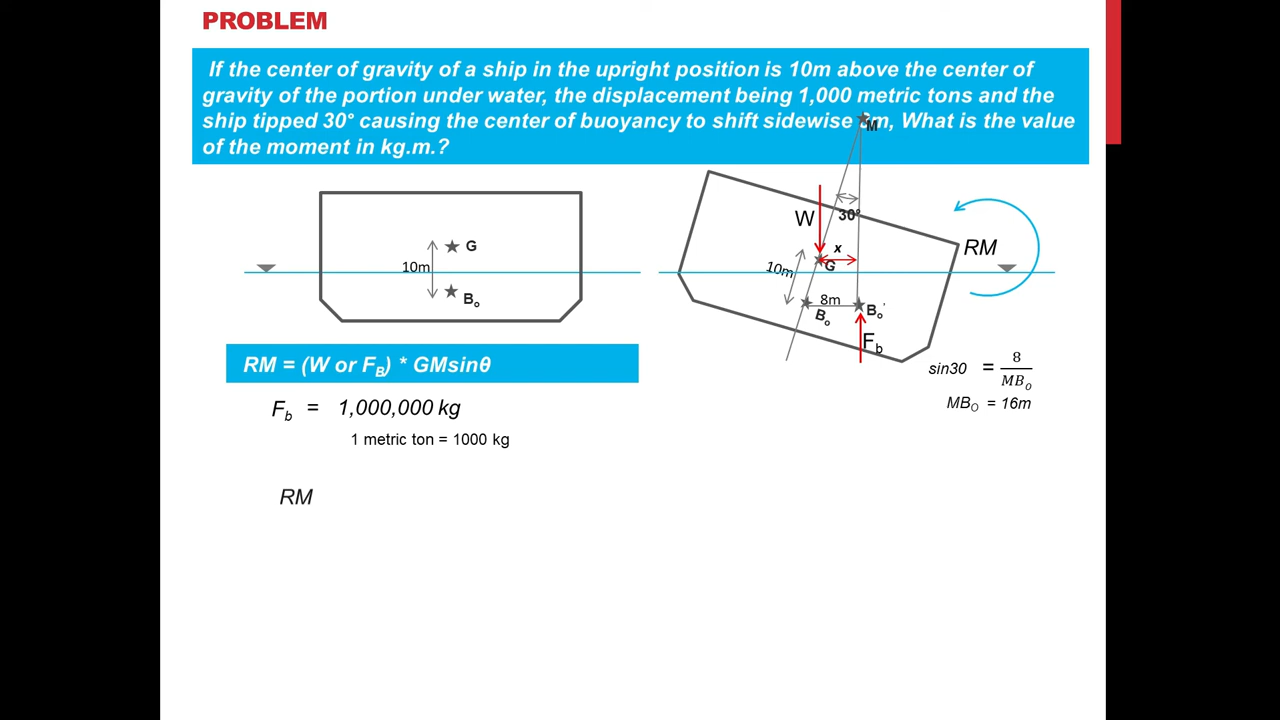 PROBLEM
If the center of gravity of a ship in the upright position is 10m above the center of
gravity of the portion under water, the displacement being 1,000 metric tons and the
ship tipped 30° causing the center of buoyancy to shift sidewise 8m, What is the value
of the moment in kg.m.?
M
W
30°
x
G
RM
10m
G
10m
8m
Bo
Bo
Bo'
Fb
RM = (W or FB) * GMsinθ
sin30 = 8/MBO
MBO = 16m
Fb = 1,000,000 kg
1 metric ton = 1000 kg
RM